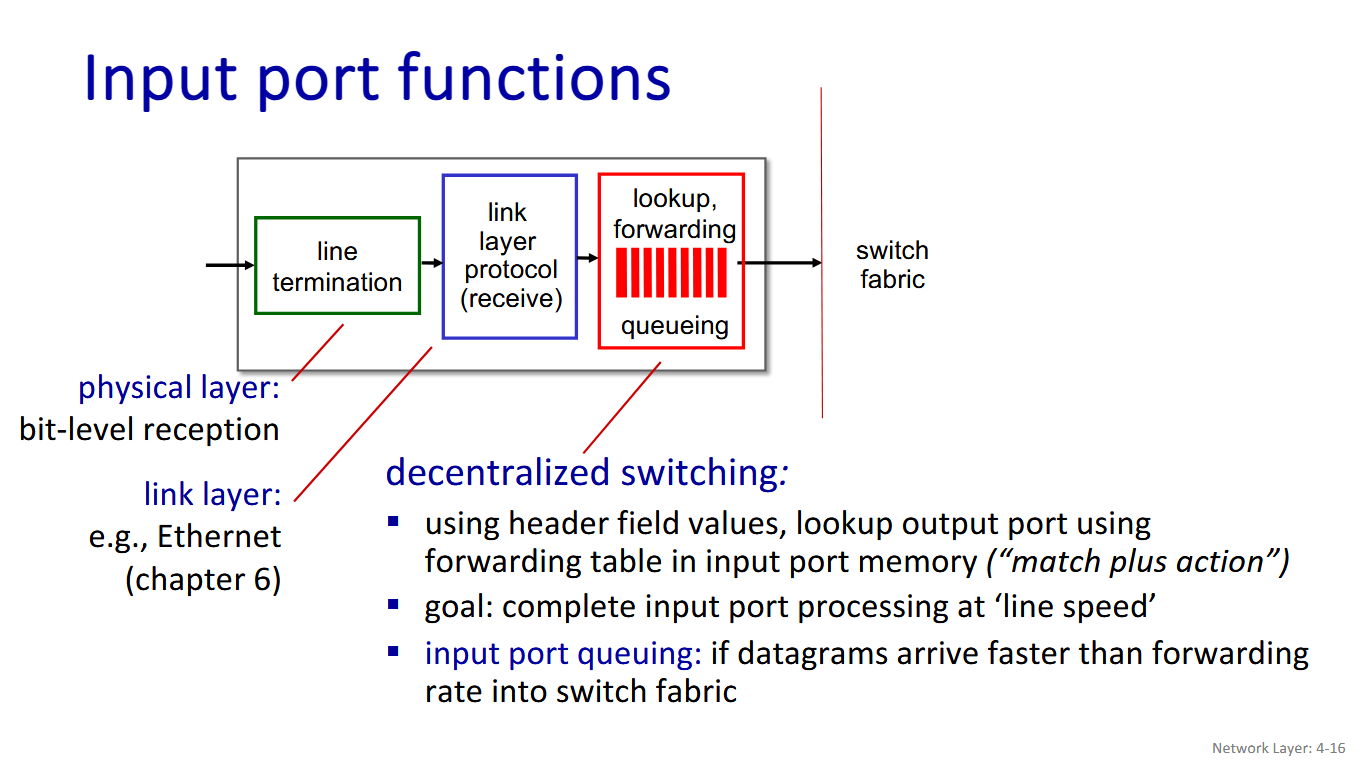 Input port functions
line
termination
link
layer
protocol
(receive)
lookup,
forwarding
queueing
switch
fabric
physical layer:
bit-level reception
link layer:
e.g., Ethernet
(chapter 6)
decentralized switching:
▪ using header field values, lookup output port using
forwarding table in input port memory (“match plus action”)
▪ goal: complete input port processing at ‘line speed’
▪ input port queuing: if datagrams arrive faster than forwarding
rate into switch fabric
Network Layer: 4-16